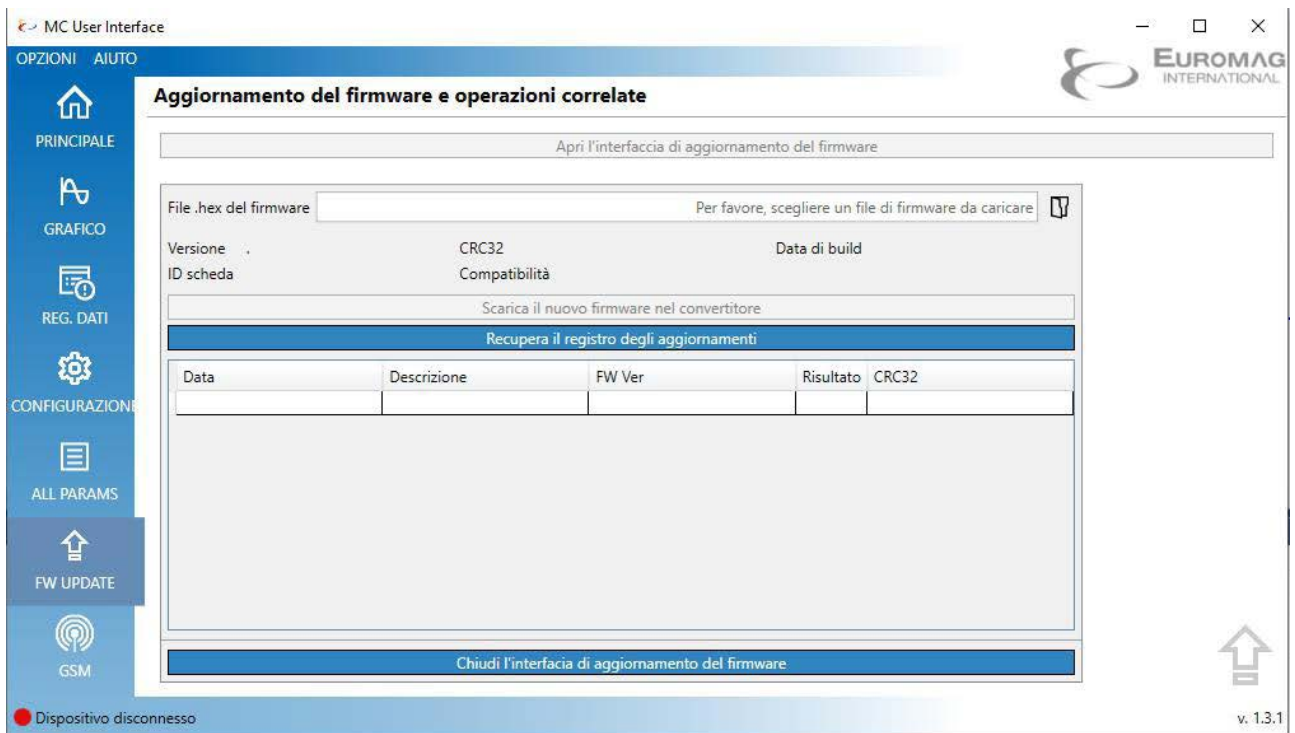 MC User Interface
OPZIONI AIUTO
EUROMAG
INTERNATIONAL
Aggiornamento del firmware e operazioni correlate
PRINCIPALE
Apri l'interfaccia di aggiornamento del firmware
GRAFICO
File .hex del firmware Per favore, scegliere un file di firmware da caricare
Versione . CRC32 Data di build
ID scheda Compatibilità
REG. DATI
Scarica il nuovo firmware nel convertitore
Recupera il registro degli aggiornamenti
Data Descrizione FW Ver Risultato CRC32
CONFIGURAZIONE
ALL PARAMS
FW UPDATE
GSM
Chiudi l'interfacia di aggiornamento del firmware
Dispositivo disconnesso v. 1.3.1